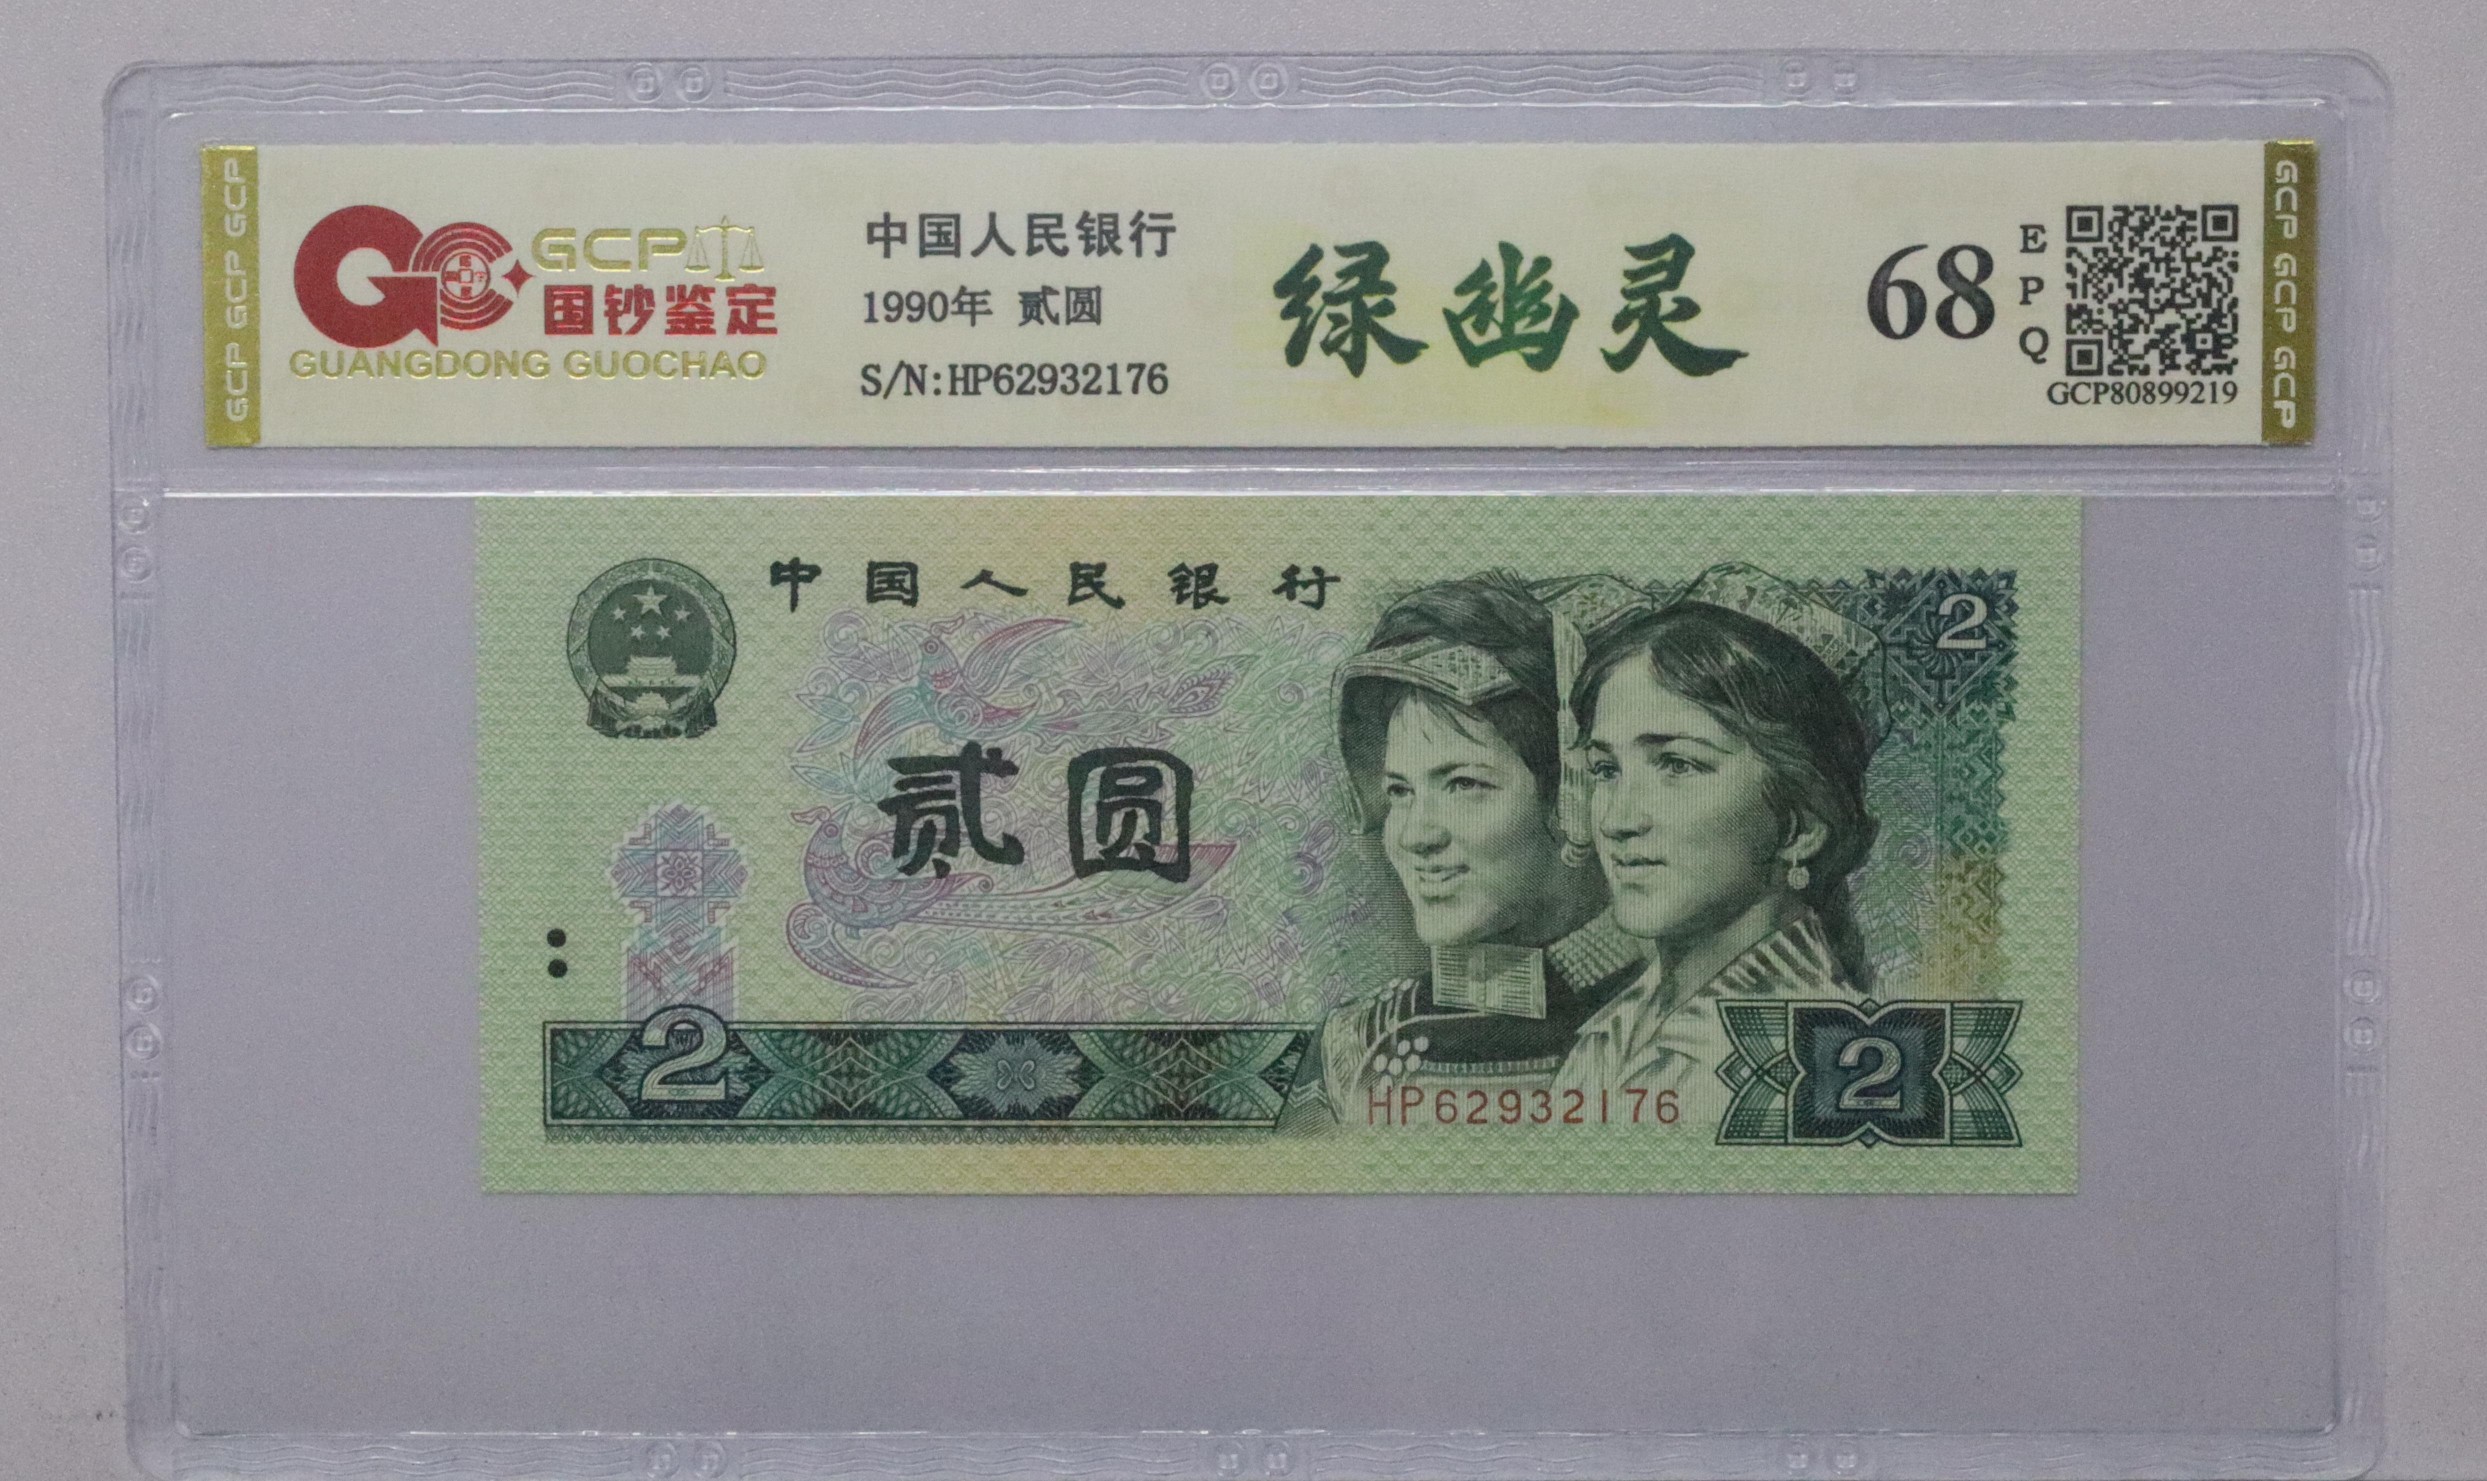 GCP GCP GCP
GCP
国钞鉴定
GUANGDONG GUOCHAO
中国人民银行
1990年 贰圆
S/N:HP62932176
绿幽灵
68
EPQ
GCP80899219
GCP GCP GCP
中国人民银行
2
贰圆
2
HP62932176
2